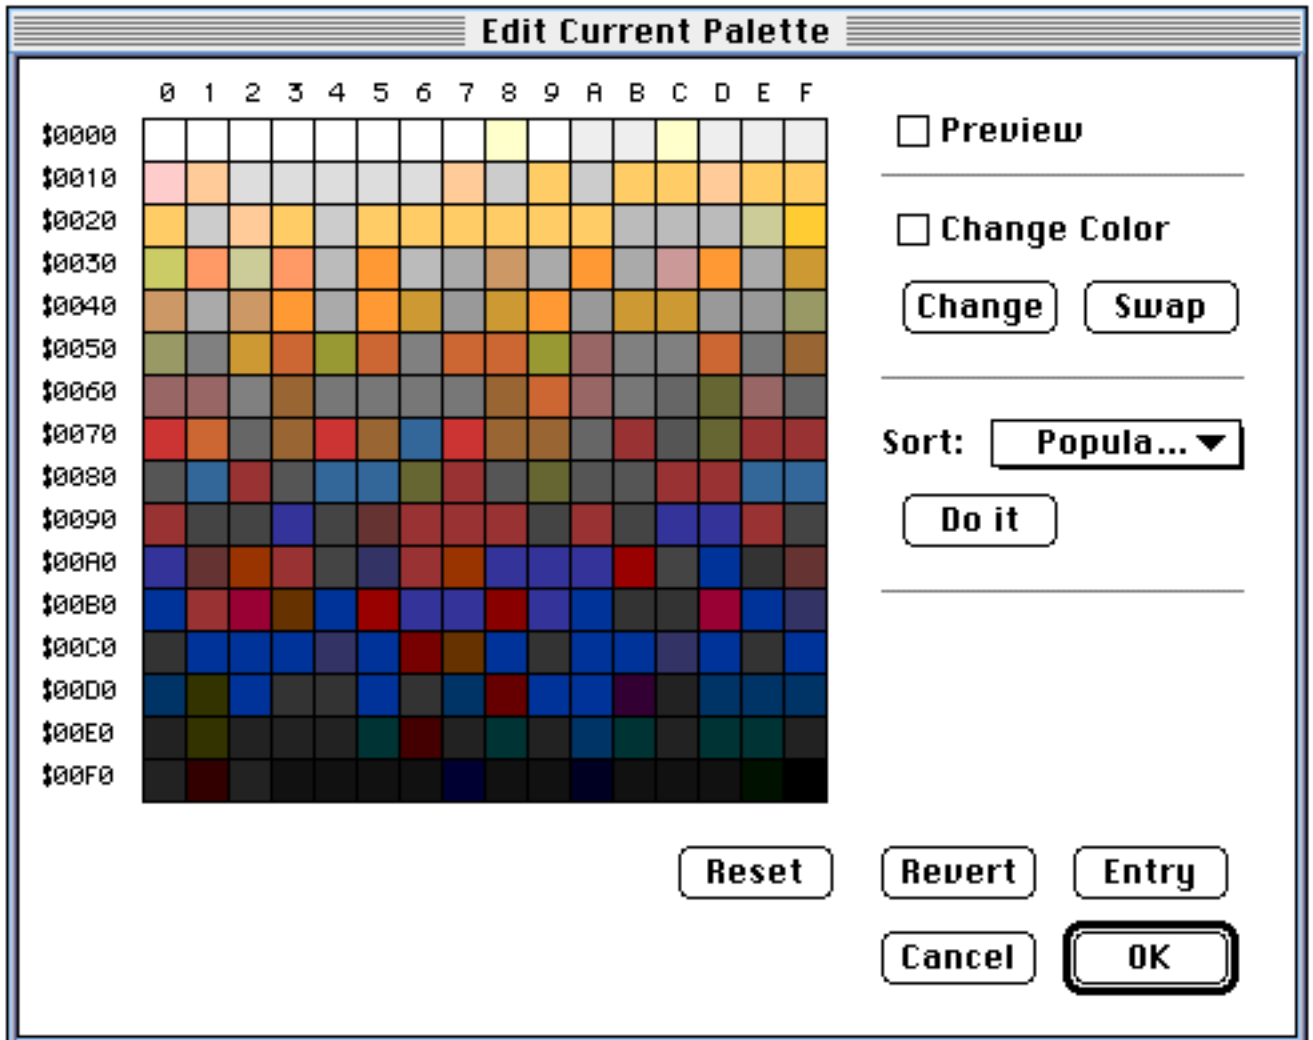 Edit Current Palette
0 1 2 3 4 5 6 7 8 9 A B C D E F
$0000
$0010
$0020
$0030
$0040
$0050
$0060
$0070
$0080
$0090
$00A0
$00B0
$00C0
$00D0
$00E0
$00F0
Preview
Change Color
Change Swap
Sort: Popula...
Do it
Reset Revert Entry
Cancel OK